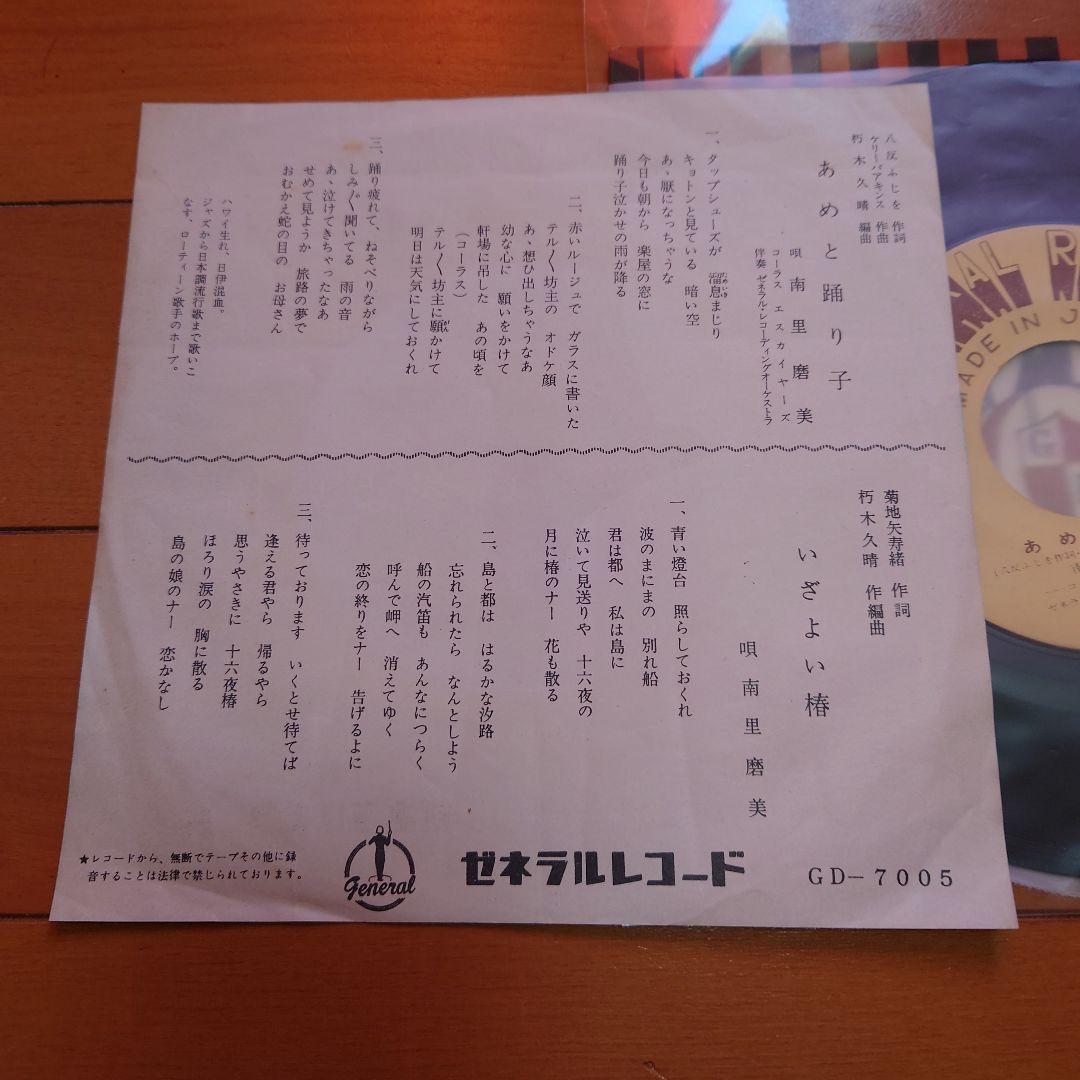 八反ふじを 作詞
ケリーバアキンス 作曲
朽木久晴 編曲
あめと踊り子
唄 南里磨美
コーラス エスカイヤーズ
伴奏 ゼネラル・レコーディングオーケストラ
一、タップシューズが 溜息まじり
キョトンと見ている 暗い空
あゝ厭になっちゃうな
今日も朝から 楽屋の窓に
踊り子泣かせの雨が降る
二、赤いルージュで ガラスに書いた
テル〳〵坊主の オドケ顔
あゝ想ひ出しちゃうなあ
幼な心に 願いをかけて
軒場に吊した あの頃を
(コーラス)
テル〳〵坊主に願かけて
明日は天気にしておくれ
三、踊り疲れて、ねそべりながら
しみ〴〵聞いてる 雨の音
あゝ泣けてきちゃったなあ
せめて見ようか 旅路の夢で
おむかえ蛇の目の お母さん
ハワイ生れ、日伊混血。
ジャズから日本調流行歌まで歌いこ
なす、ローティーン歌手のホープ。
菊地矢寿緒 作詞
朽木久晴 作編曲
いざよい椿
唄 南里磨美
一、青い燈台 照らしておくれ
波のまにまの 別れ船
君は都へ 私は島に
泣いて見送りや 十六夜の
月に椿のナー 花も散る
二、島と都は はるかな汐路
忘れられたら なんとしよう
船の汽笛も あんなにつらく
呼んで岬へ 消えてゆく
恋の終りをナー 告げるよに
三、待っております いくとせ待てば
逢える君やら 帰るやら
思うやさきに 十六夜椿
ほろり涙の 胸に散る
島の娘のナー 恋かなし
★レコードから、無断でテープその他に録
音することは法律で禁じられております。
General
ゼネラルレコード
GD-7005
MADE IN J
あめ